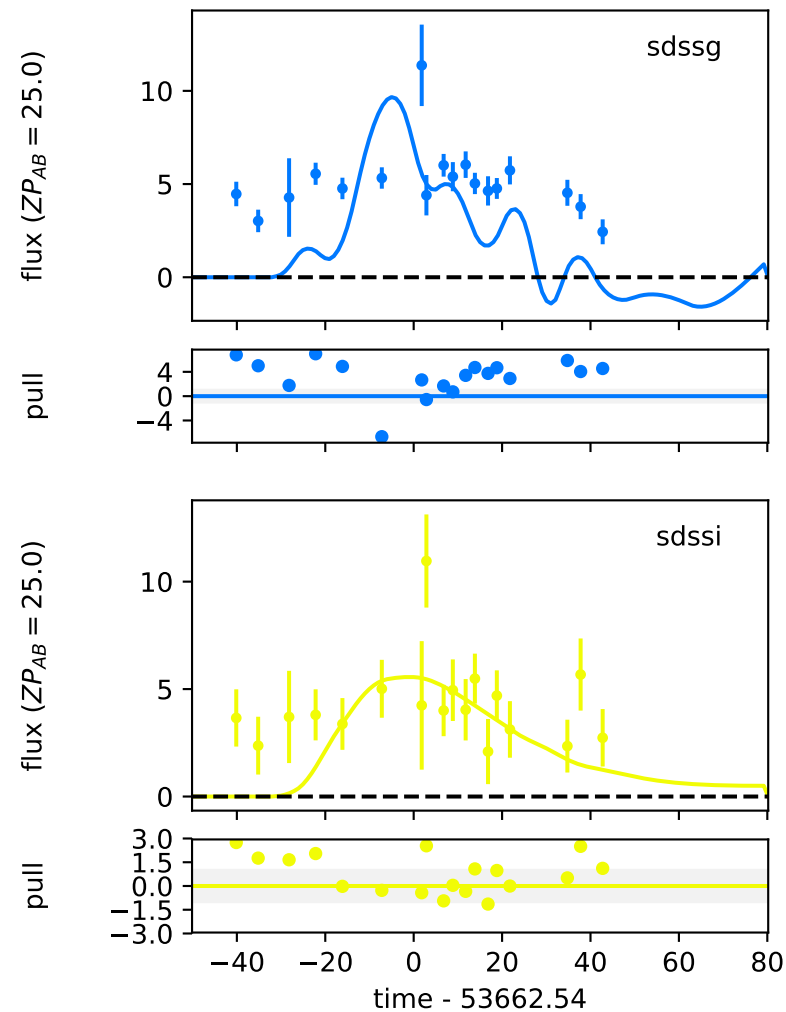 flux (ZP_AB = 25.0)
sdssg
10
5
0
pull
4
0
−4
flux (ZP_AB = 25.0)
sdssi
10
5
0
pull
3.0
1.5
0.0
−1.5
−3.0
−40 −20 0 20 40 60 80
time - 53662.54